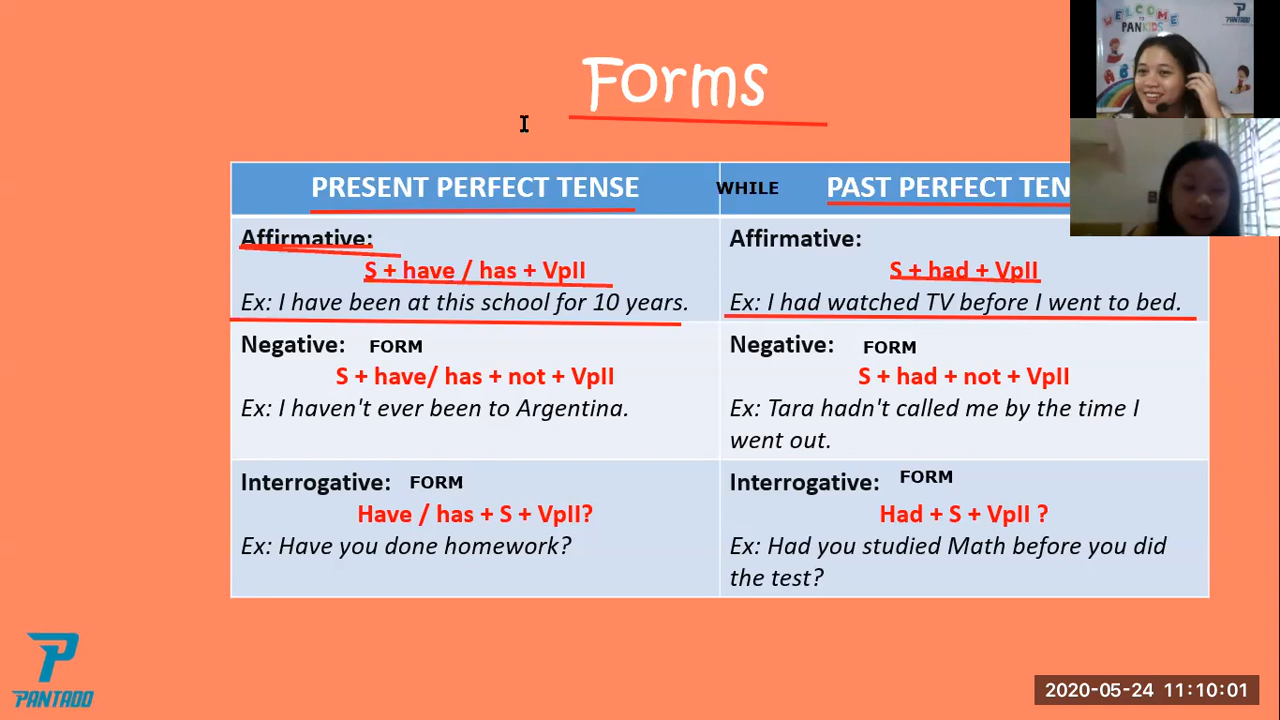 WELCOME
TO
PANKIDS
PANTADO
Forms
PRESENT PERFECT TENSE WHILE PAST PERFECT TEN
Affirmative:
S + have / has + VpII
Ex: I have been at this school for 10 years.
Affirmative:
S + had + VpII
Ex: I had watched TV before I went to bed.
Negative: FORM
S + have/ has + not + VpII
Ex: I haven't ever been to Argentina.
Negative: FORM
S + had + not + VpII
Ex: Tara hadn't called me by the time I
went out.
Interrogative: FORM
Have / has + S + VpII?
Ex: Have you done homework?
Interrogative: FORM
Had + S + VpII ?
Ex: Had you studied Math before you did
the test?
PANTADO
2020-05-24 11:10:01